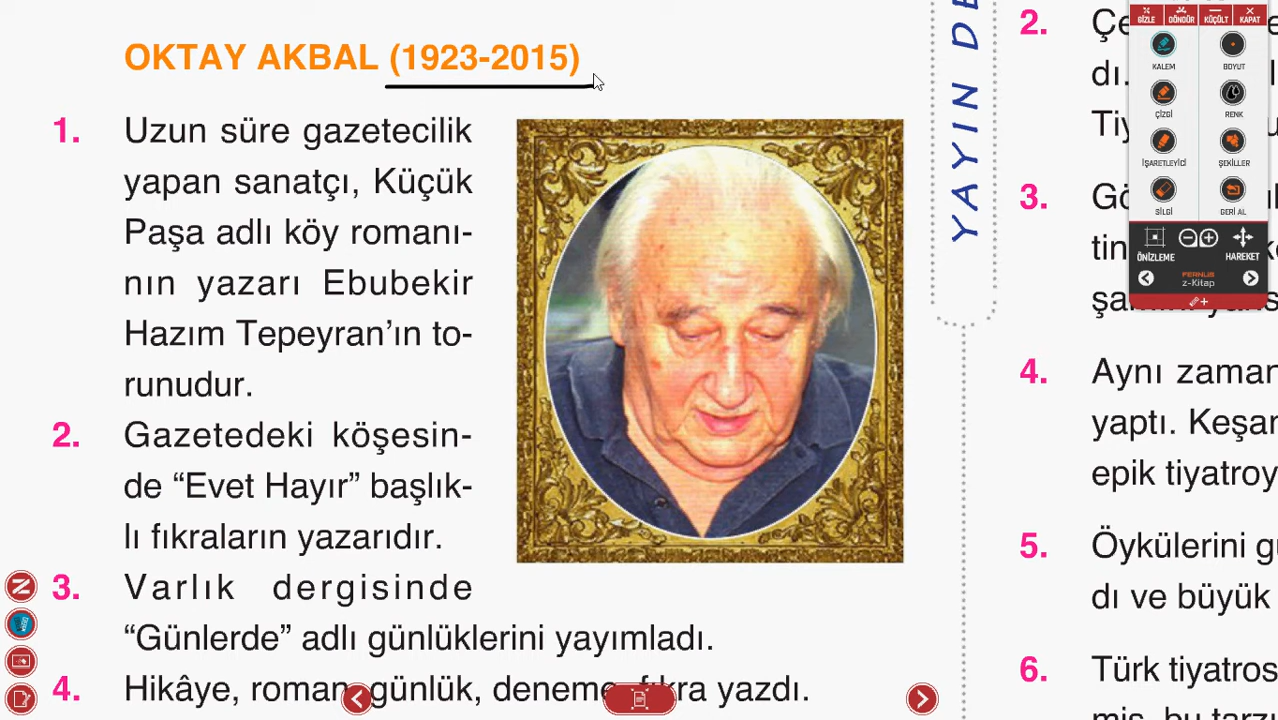 OKTAY AKBAL (1923-2015)
1. Uzun süre gazetecilik
yapan sanatçı, Küçük
Paşa adlı köy romanı-
nın yazarı Ebubekir
Hazım Tepeyran’ın to-
runudur.
2. Gazetedeki köşesin-
de “Evet Hayır” başlık-
lı fıkraların yazarıdır.
3. Varlık dergisinde
“Günlerde” adlı günlüklerini yayımladı.
4. Hikâye, roman, günlük, deneme, fıkra yazdı.
YAYIN
2.
dı.
3.
4. Aynı
yaptı.
epik
5. Öykülerini
dı ve büyük
6. Türk
GİZLE DÖNDÜR KÜÇÜLT KAPAT
KALEM BOYUT
ÇİZGİ RENK
İŞARETLEYİCİ ŞEKİLLER
SİLGİ GERİ AL
ÖNİZLEME HAREKET
FERNUS
z-Kitap